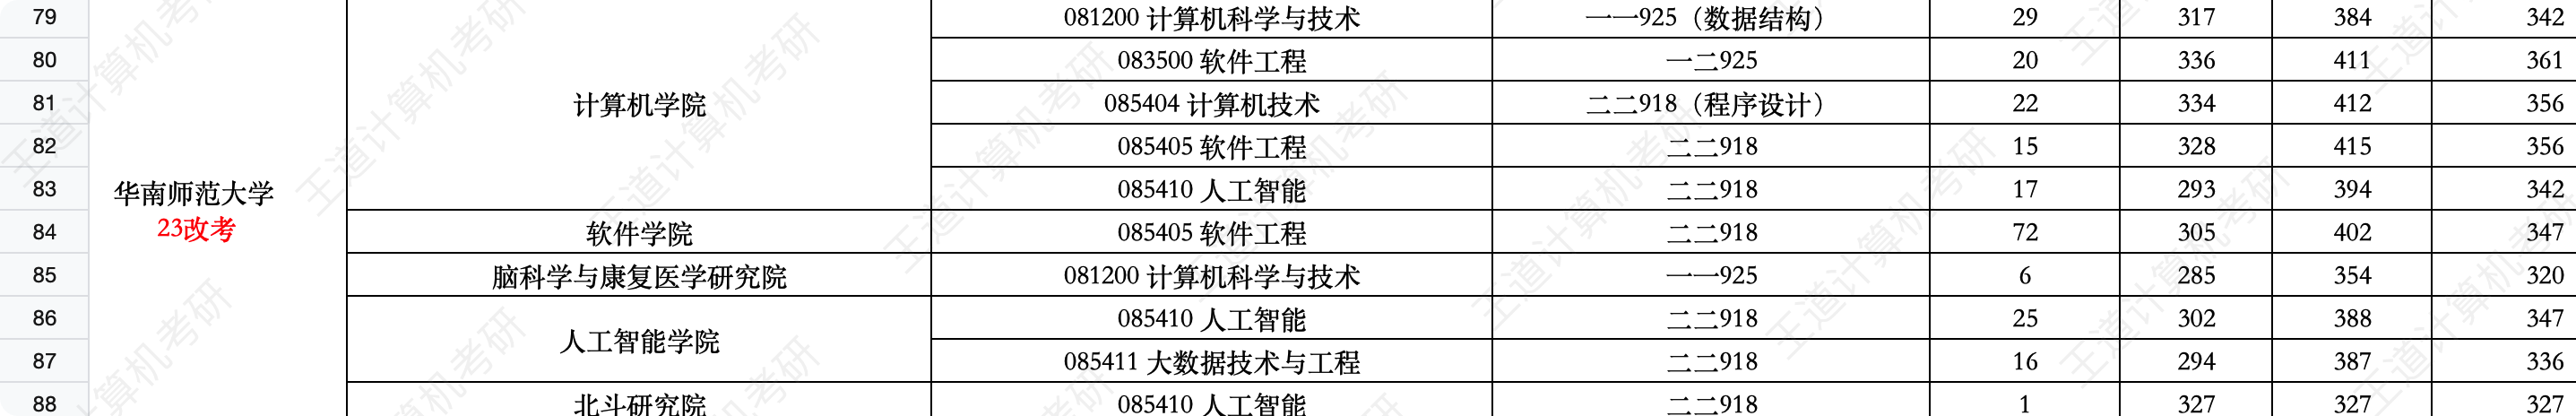 79 081200 计算机科学与技术 一一925（数据结构） 29 317 384 342
80 083500 软件工程 一二925 20 336 411 361
81 计算机学院 085404 计算机技术 二二918（程序设计） 22 334 412 356
82 085405 软件工程 二二918 15 328 415 356
83 085410 人工智能 二二918 17 293 394 342
华南师范大学
23改考
84 软件学院 085405 软件工程 二二918 72 305 402 347
85 脑科学与康复医学研究院 081200 计算机科学与技术 一一925 6 285 354 320
86 085410 人工智能 二二918 25 302 388 347
人工智能学院
87 085411 大数据技术与工程 二二918 16 294 387 336
88 北斗研究院 085410 人工智能 二二918 1 327 327 327
王道计算机考研